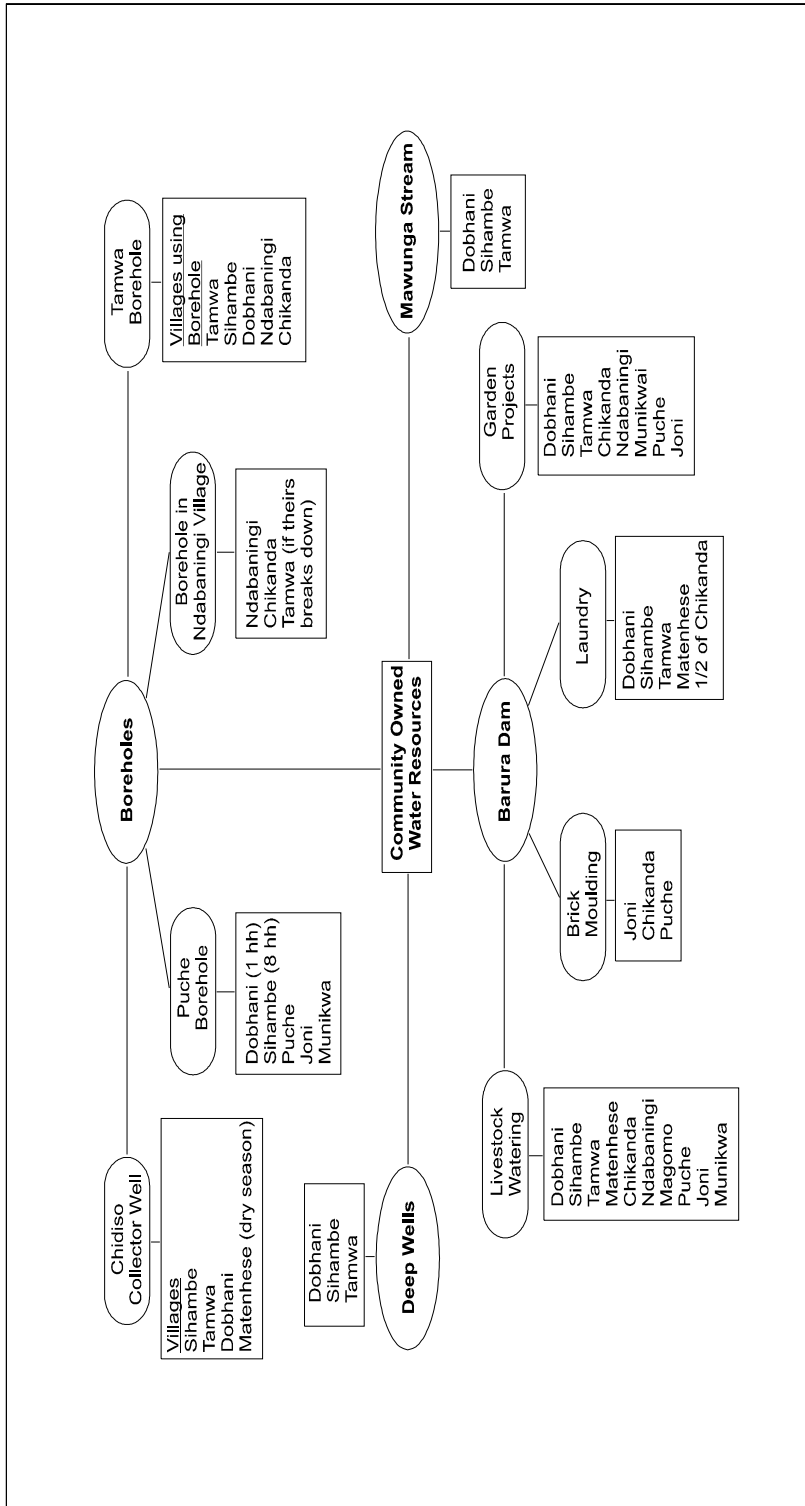 Boreholes
Chidiso
Collector Well
Villages
Sihambe
Tamwa
Dobhani
Matenhese (dry season)
Puche
Borehole
Dobhani (1 hh)
Sihambe (8 hh)
Puche
Joni
Munikwa
Borehole in
Ndabaningi Village
Ndabaningi
Chikanda
Tamwa (if theirs
breaks down)
Tamwa
Borehole
Villages using
Borehole
Tamwa
Sihambe
Dobhani
Ndabaningi
Chikanda
Dobhani
Sihambe
Tamwa
Deep Wells
Community Owned
Water Resources
Mawunga Stream
Dobhani
Sihambe
Tamwa
Barura Dam
Livestock
Watering
Dobhani
Sihambe
Tamwa
Matenhese
Chikanda
Ndabaningi
Magomo
Puche
Joni
Munikwa
Brick
Moulding
Joni
Chikanda
Puche
Laundry
Dobhani
Sihambe
Tamwa
Matenhese
1/2 of Chikanda
Garden
Projects
Dobhani
Sihambe
Tamwa
Chikanda
Ndabaningi
Munikwai
Puche
Joni